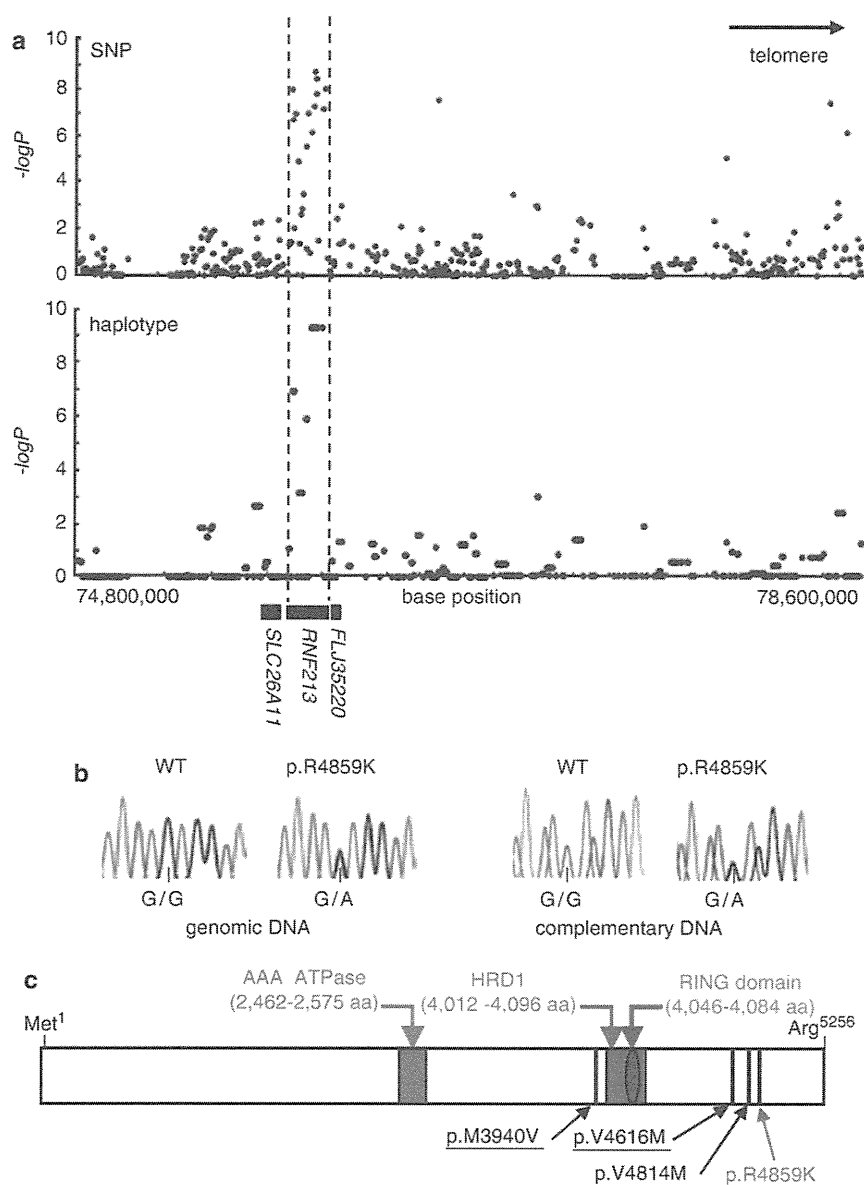 a
SNP
telomere
-logP
10
8
6
4
2
0
haplotype
-logP
10
8
6
4
2
0
74,800,000
base position
78,600,000
SLC26A11
RNF213
FLJ35220
b
WT
p.R4859K
WT
p.R4859K
G/G
G/A
G/G
G/A
genomic DNA
complementary DNA
c
AAA ATPase
(2,462-2,575 aa)
HRD1
(4,012 -4,096 aa)
RING domain
(4,046-4,084 aa)
Met1
Arg5256
p.M3940V
p.V4616M
p.V4814M
p.R4859K